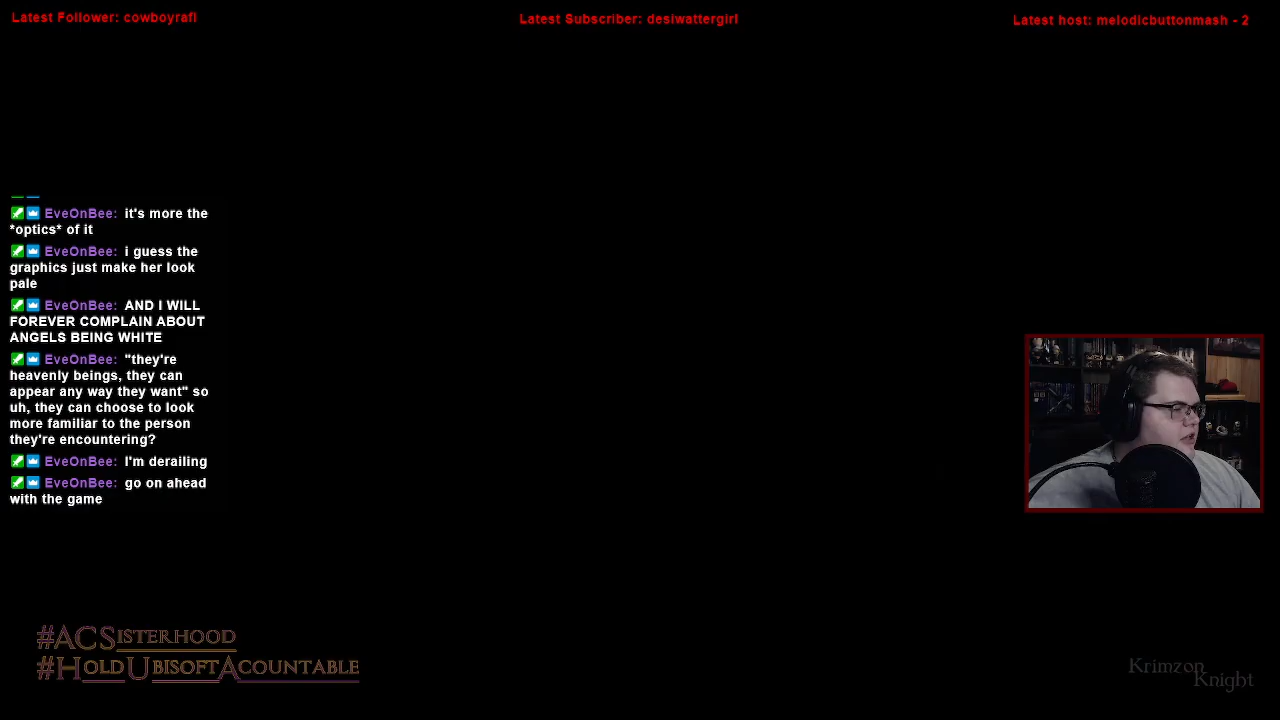 Latest Follower: cowboyrafl
Latest Subscriber: desiwattergirl
Latest host: melodicbuttonmash - 2
EveOnBee: it's more the
*optics* of it
EveOnBee: i guess the
graphics just make her look
pale
EveOnBee: AND I WILL
FOREVER COMPLAIN ABOUT
ANGELS BEING WHITE
EveOnBee: "they're
heavenly beings, they can
appear any way they want" so
uh, they can choose to look
more familiar to the person
they're encountering?
EveOnBee: I'm derailing
EveOnBee: go on ahead
with the game
#ACSisterhood
#HoldUbisoftAcountable
Krimzon
Knight